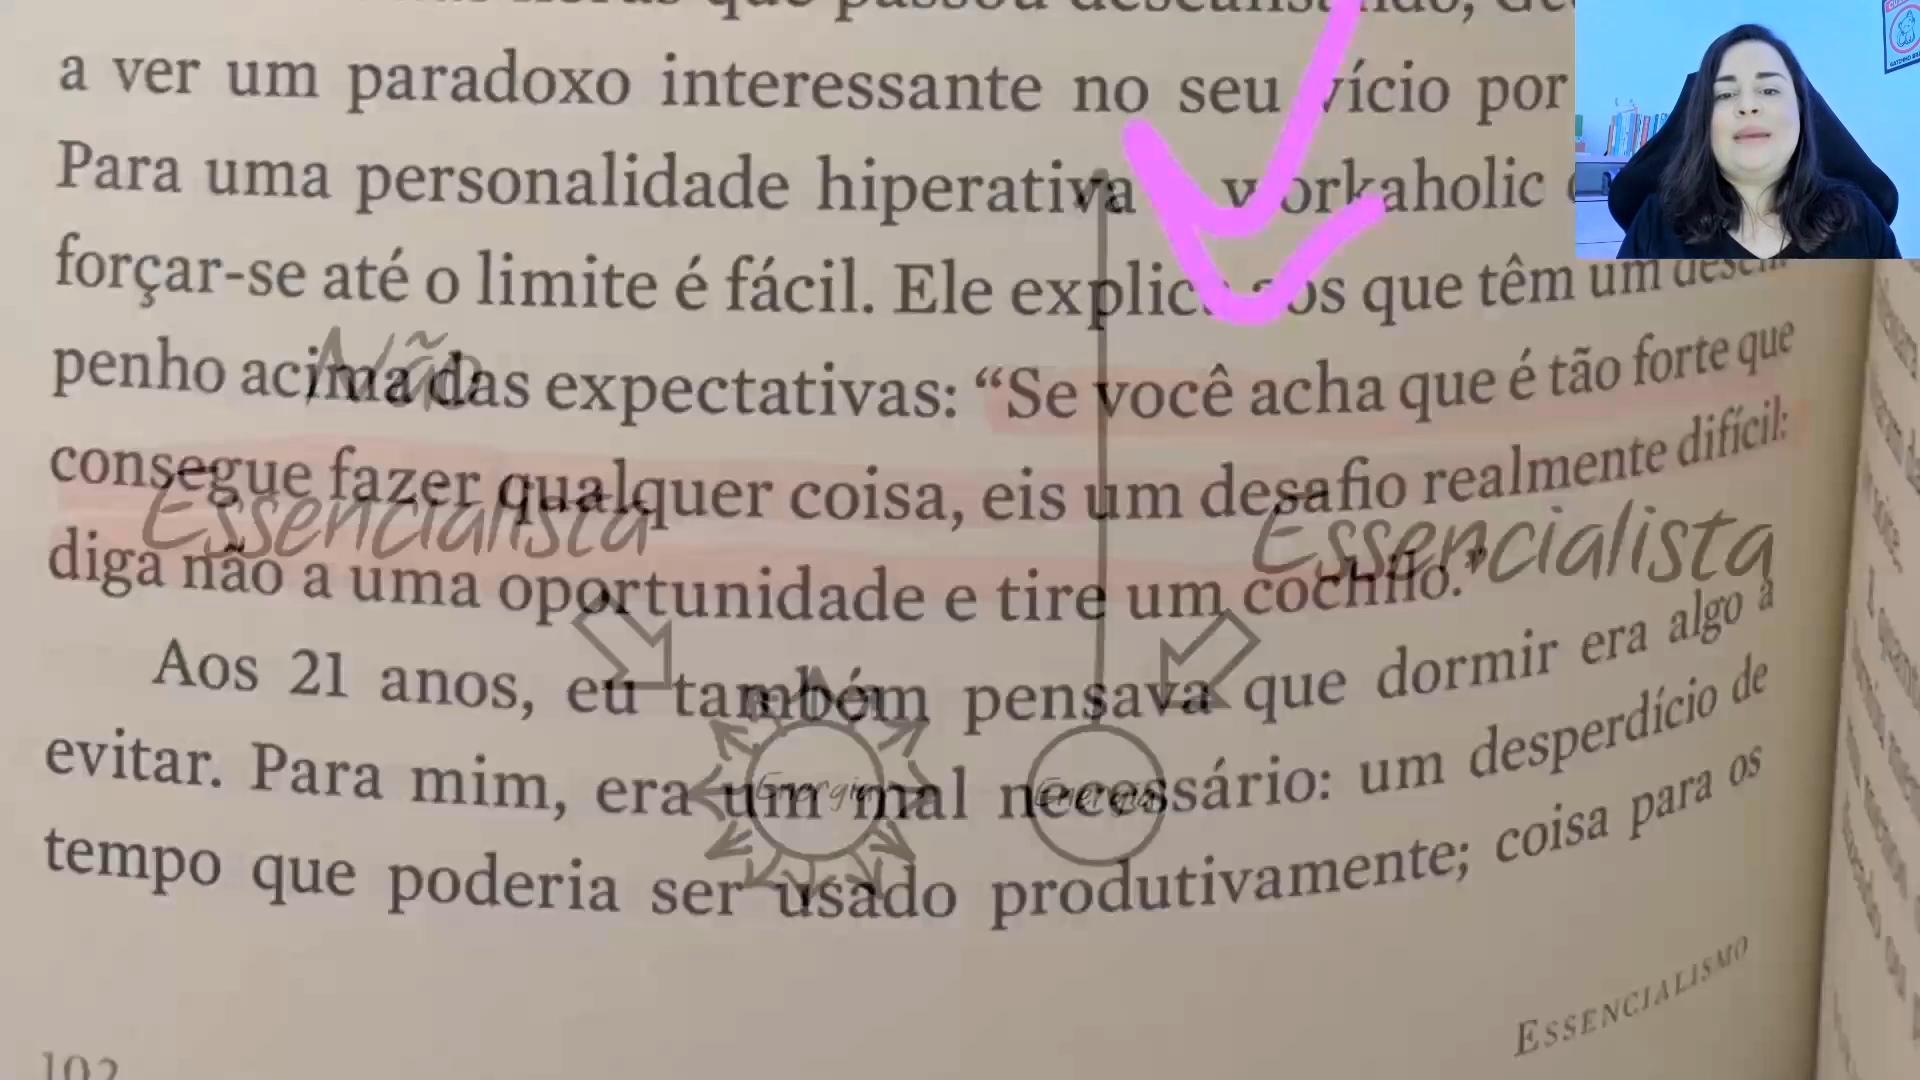 a ver um paradoxo interessante no seu vício por
Para uma personalidade hiperativa workaholic
forçar-se até o limite é fácil. Ele explica aos que têm um desem-
penho acima das expectativas: “Se você acha que é tão forte que
consegue fazer qualquer coisa, eis um desafio realmente difícil:
diga não a uma oportunidade e tire um cochilo.”
Aos 21 anos, eu também pensava que dormir era algo a
evitar. Para mim, era um mal necessário: um desperdício de
tempo que poderia ser usado produtivamente; coisa para os
ESSENCIALISMO
102
Não
Essencialista
Essencialista
Energia
Energia